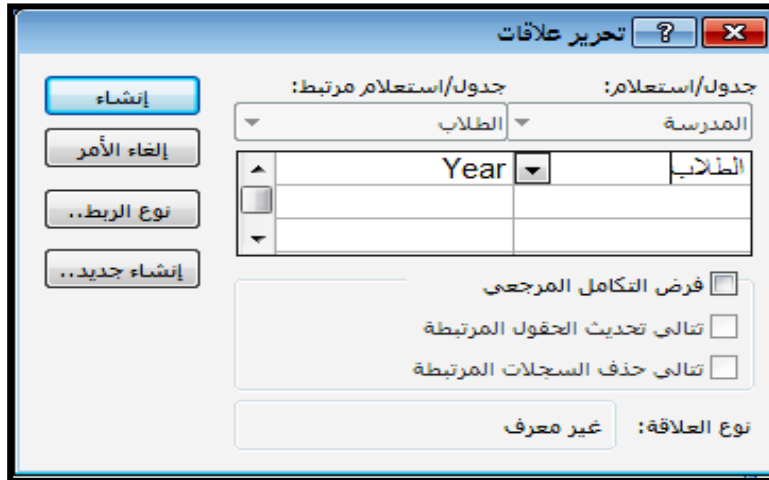 تحرير علاقات ?
جدول/استعلام: جدول/استعلام مرتبط: إنشاء
المدرسة الطلاب
إلغاء الأمر
الطلاب Year
نوع الربط..
إنشاء جديد..
فرض التكامل المرجعي
تتالي تحديث الحقول المرتبطة
تتالي حذف السجلات المرتبطة
نوع العلاقة: غير معرف